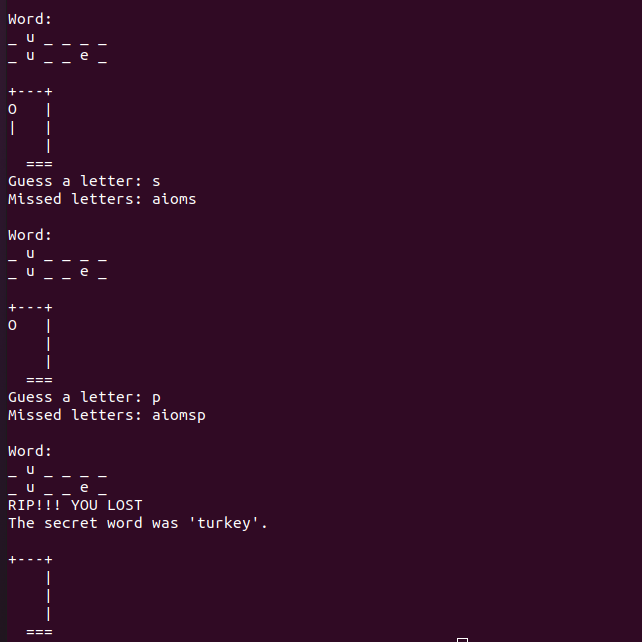 Word:
_ u _ _ _ _
_ u _ _ e _

+---+
O   |
|   |
    |
  ===
Guess a letter: s
Missed letters: aioms

Word:
_ u _ _ _ _
_ u _ _ e _

+---+
O   |
    |
    |
  ===
Guess a letter: p
Missed letters: aiomsp

Word:
_ u _ _ _ _
_ u _ _ e _
RIP!!! YOU LOST
The secret word was 'turkey'.

+---+
    |
    |
    |
  ===